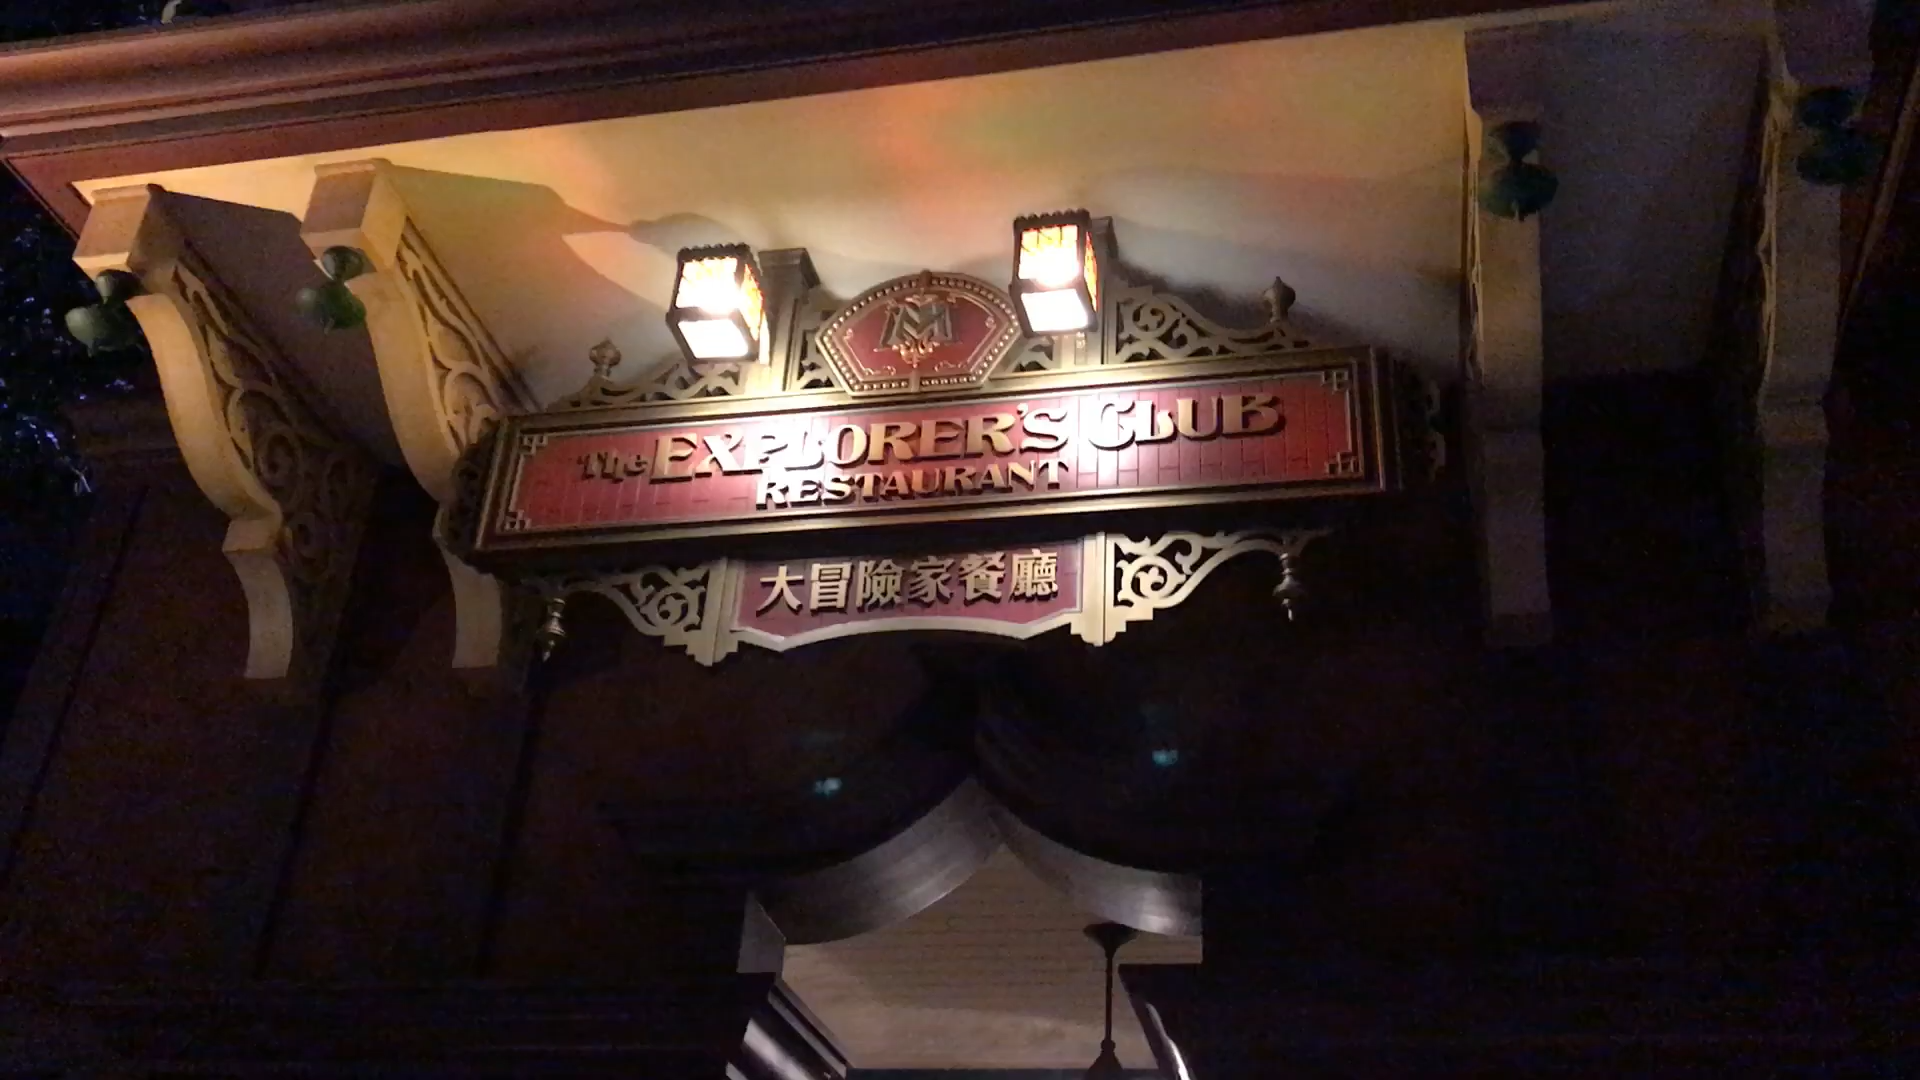 M
The EXPLORER'S CLUB
RESTAURANT
大冒險家餐廳